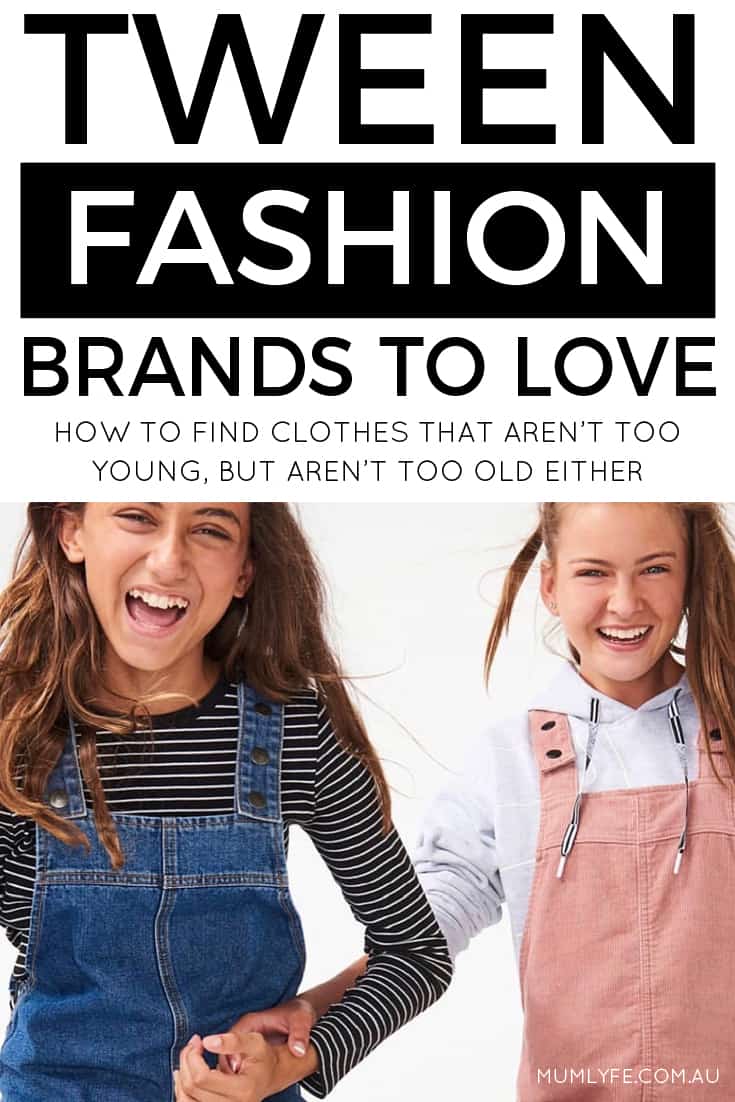 TWEEN
FASHION
BRANDS TO LOVE
HOW TO FIND CLOTHES THAT AREN'T TOO
YOUNG, BUT AREN'T TOO OLD EITHER
MUMLYFE.COM.AU